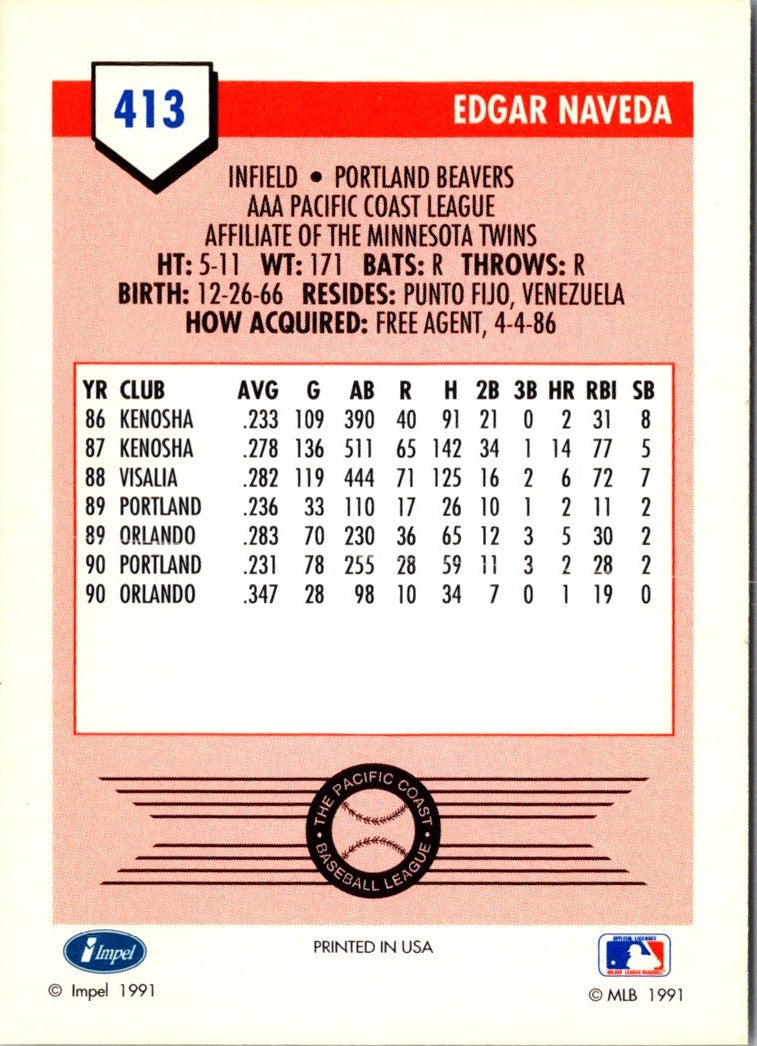 413
EDGAR NAVEDA
INFIELD • PORTLAND BEAVERS
AAA PACIFIC COAST LEAGUE
AFFILIATE OF THE MINNESOTA TWINS
HT: 5-11 WT: 171 BATS: R THROWS: R
BIRTH: 12-26-66 RESIDES: PUNTO FIJO, VENEZUELA
HOW ACQUIRED: FREE AGENT, 4-4-86
YR CLUB AVG G AB R H 2B 3B HR RBI SB
86 KENOSHA .233 109 390 40 91 21 0 2 31 8
87 KENOSHA .278 136 511 65 142 34 1 14 77 5
88 VISALIA .282 119 444 71 125 16 2 6 72 7
89 PORTLAND .236 33 110 17 26 10 1 2 11 2
89 ORLANDO .283 70 230 36 65 12 3 5 30 2
90 PORTLAND .231 78 255 28 59 11 3 2 28 2
90 ORLANDO .347 28 98 10 34 7 0 1 19 0
• THE PACIFIC COAST •
BASEBALL LEAGUE
Impel
PRINTED IN USA
OFFICIAL LICENSEE
MAJOR LEAGUE BASEBALL
© Impel 1991
© MLB 1991